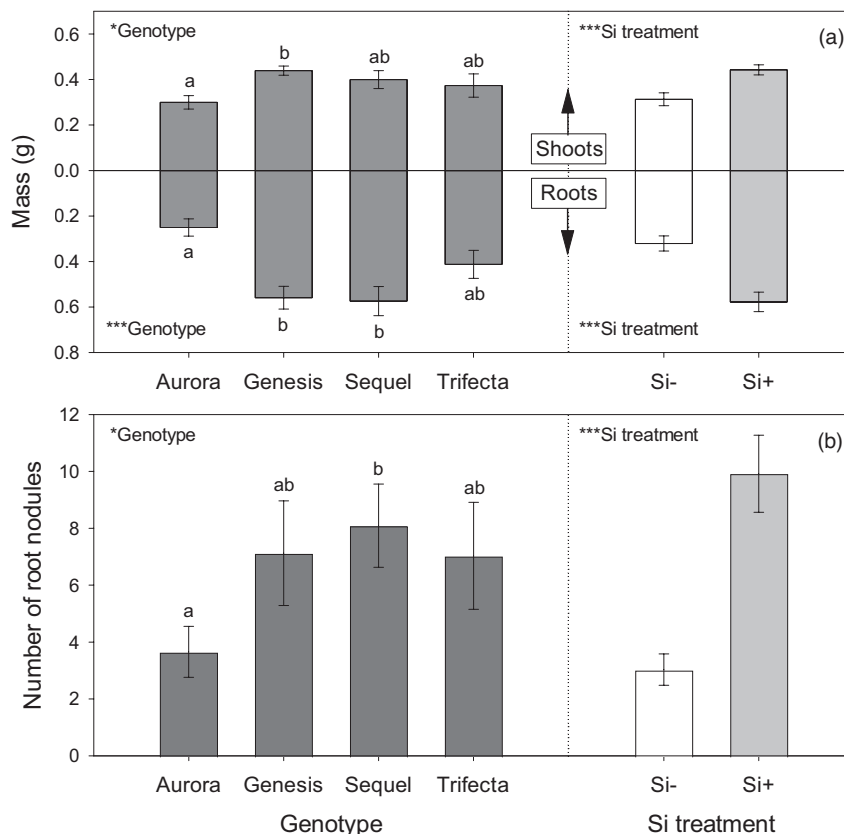 *Genotype
***Si treatment
(a)
a
b
ab
ab
Shoots
Roots
a
b
b
ab
***Genotype
***Si treatment
0.6
0.4
0.2
0.0
0.2
0.4
0.6
0.8
Mass (g)
Aurora Genesis Sequel Trifecta Si- Si+
*Genotype
***Si treatment
(b)
a
ab
b
ab
12
10
8
6
4
2
0
Number of root nodules
Aurora Genesis Sequel Trifecta Si- Si+
Genotype Si treatment